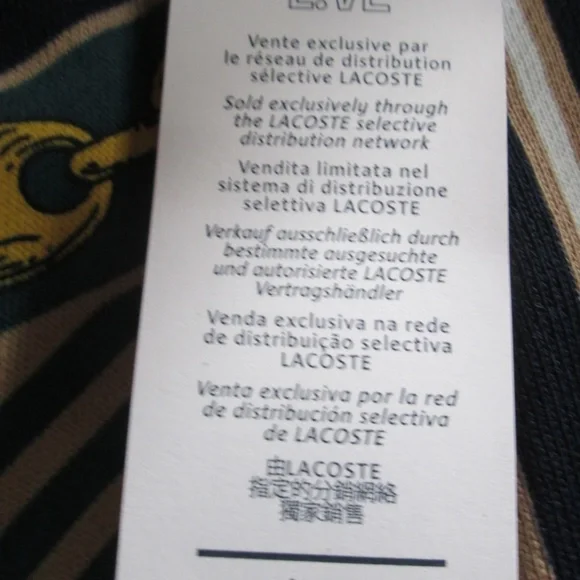 L!VE
Vente exclusive par
le réseau de distribution
sélective LACOSTE
Sold exclusively through
the LACOSTE selective
distribution network
Vendita limitata nel
sistema di distribuzione
selettiva LACOSTE
Verkauf ausschließlich durch
bestimmte ausgesuchte
und autorisierte LACOSTE
Vertragshändler
Venda exclusiva na rede
de distribuição selectiva
LACOSTE
Venta exclusiva por la red
de distribución selectiva
de LACOSTE
由LACOSTE
指定的分銷網絡
獨家銷售